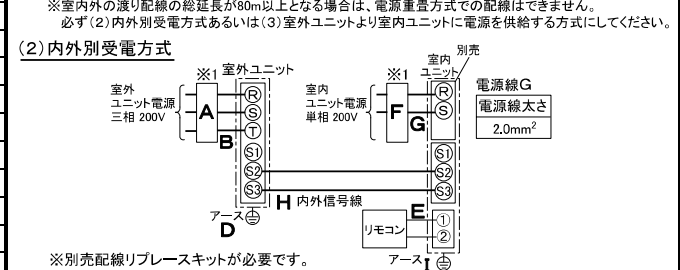 ※室内外の渡り配線の総延長が80m以上となる場合は、電源重畳方式での配線はできません。
必ず(2)内外別受電方式あるいは(3)室外ユニットより室内ユニットに電源を供給する方式にしてください。
(2)内外別受電方式
別売
※1
室外ユニット
※1
室内
ユニット
室外
ユニット電源
三相 200V
A
B
R
S
T
S1
S2
S3
室内
ユニット電源
単相 200V
F
G
R
S
S1
S2
S3
電源線G
電源線太さ
2.0mm²
H 内外信号線
アース
D
リモコン
E
①
②
※別売配線リプレースキットが必要です。
アース
I